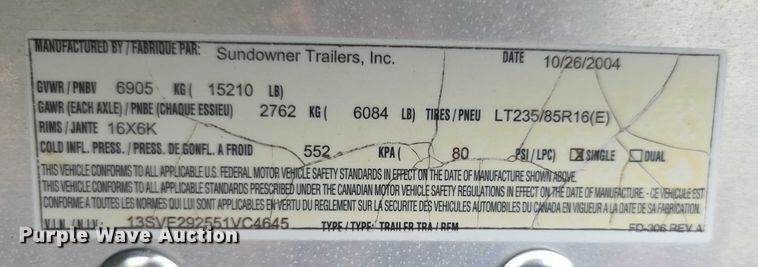 MANUFACTURED BY / FABRIQUE PAR: Sundowner Trailers, Inc. DATE 10/26/2004
GVWR / PNBV 6905 KG ( 15210 LB)
GAWR (EACH AXLE) / PNBE (CHAQUE ESSIEU) 2762 KG ( 6084 LB) TIRES / PNEU LT235/85R16(E)
RIMS / JANTE 16X6K
COLD INFL. PRESS. / PRESS. DE GONFL. A FROID 552 KPA ( 80 PSI / LPC) ☒ SINGLE ☐ DUAL
THIS VEHICLE CONFORMS TO ALL APPLICABLE U.S. FEDERAL MOTOR VEHICLE SAFETY STANDARDS IN EFFECT ON THE DATE OF MANUFACTURE SHOWN ABOVE.
THIS VEHICLE CONFORMS TO ALL APPLICABLE STANDARDS PRESCRIBED UNDER THE CANADIAN MOTOR VEHICLE SAFETY REGULATIONS IN EFFECT ON THE DATE OF MANUFACTURE. - CE VEHICULE EST
CONFORME A TOUTES LES NORMES QUI LUI SONT APPLICABLES EN VERTU DU REGLEMENT SUR LA SECURITE DES VEHICULES AUTOMOBILES DU CANADA EN VIGUEUR A LA DATE DE SA FABRICATION
V.I.N. / N.I.V: 13SVE292551VC4645 TYPE / TYPE: TRAILER TRA / REM
FD-306 REV A
Purple Wave Auction